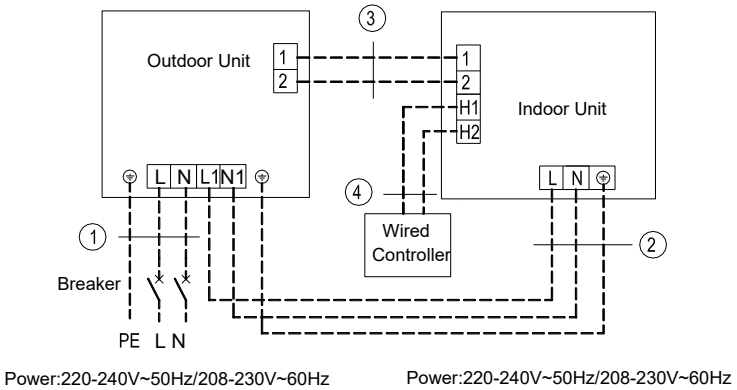 3
Outdoor Unit
1
2
1
2
H1
H2
Indoor Unit
L N L1 N1
L N
4
1
Wired
Controller
2
Breaker
PE L N
Power:220-240V~50Hz/208-230V~60Hz
Power:220-240V~50Hz/208-230V~60Hz